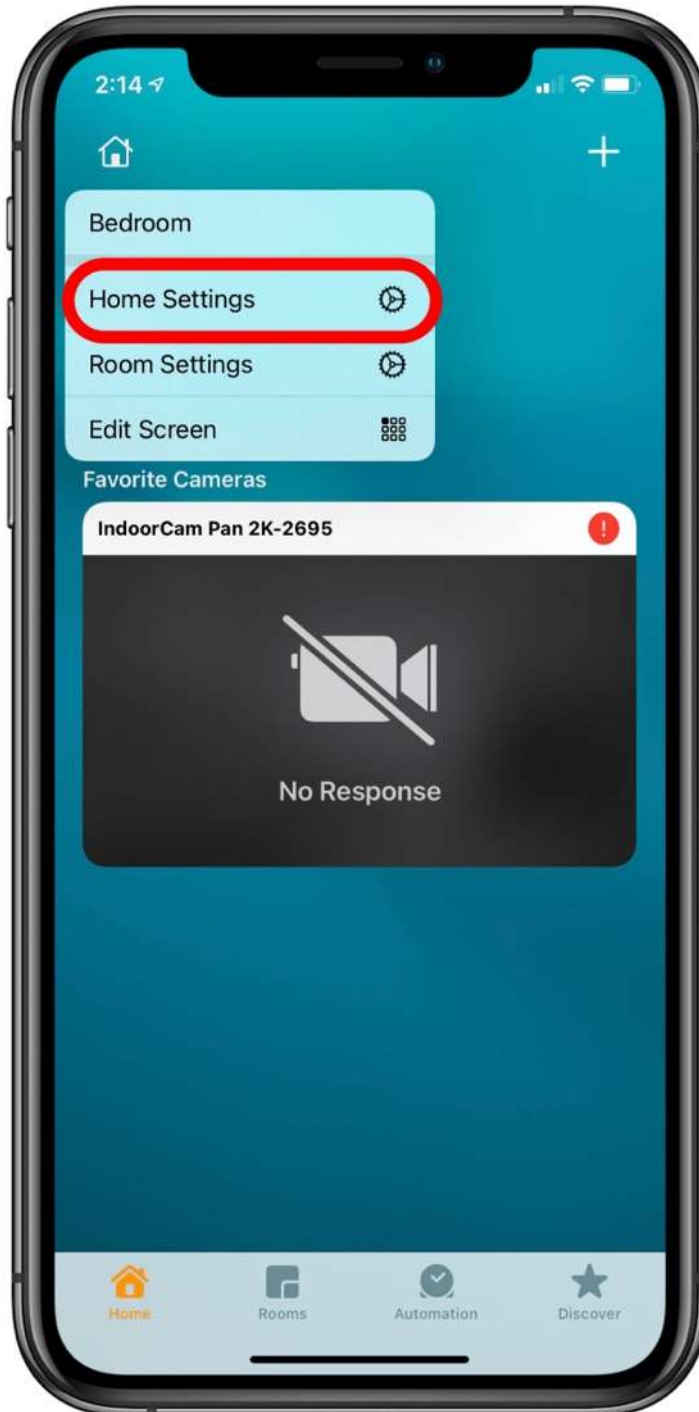 2:14
Bedroom
Home Settings
Room Settings
Edit Screen
Favorite Cameras
IndoorCam Pan 2K-2695
No Response
Home
Rooms
Automation
Discover